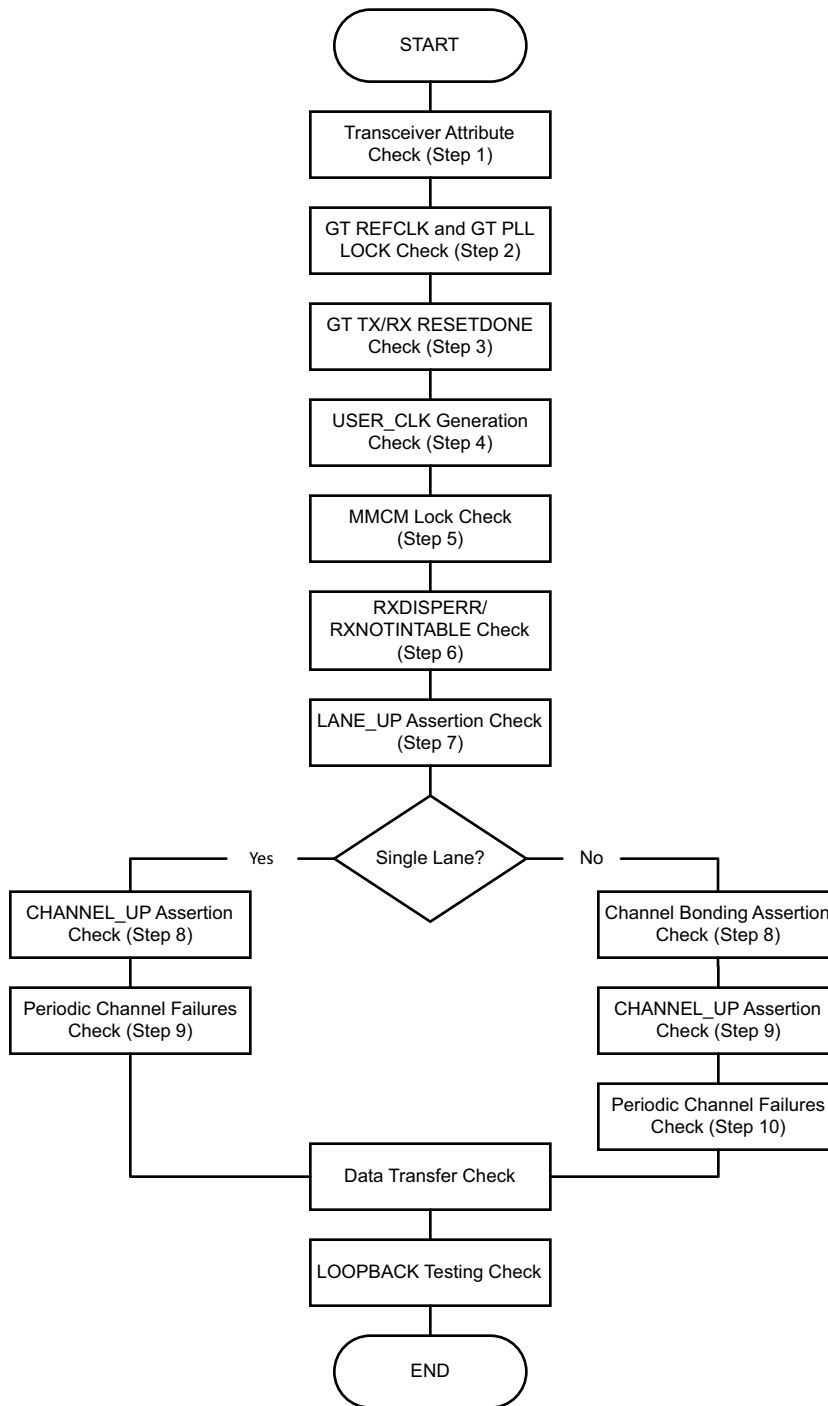 START
Transceiver Attribute
Check (Step 1)
GT REFCLK and GT PLL
LOCK Check (Step 2)
GT TX/RX RESETDONE
Check (Step 3)
USER_CLK Generation
Check (Step 4)
MMCM Lock Check
(Step 5)
RXDISPERR/
RXNOTINTABLE Check
(Step 6)
LANE_UP Assertion Check
(Step 7)
Single Lane?
Yes
No
CHANNEL_UP Assertion
Check (Step 8)
Periodic Channel Failures
Check (Step 9)
Channel Bonding Assertion
Check (Step 8)
CHANNEL_UP Assertion
Check (Step 9)
Periodic Channel Failures
Check (Step 10)
Data Transfer Check
LOOPBACK Testing Check
END